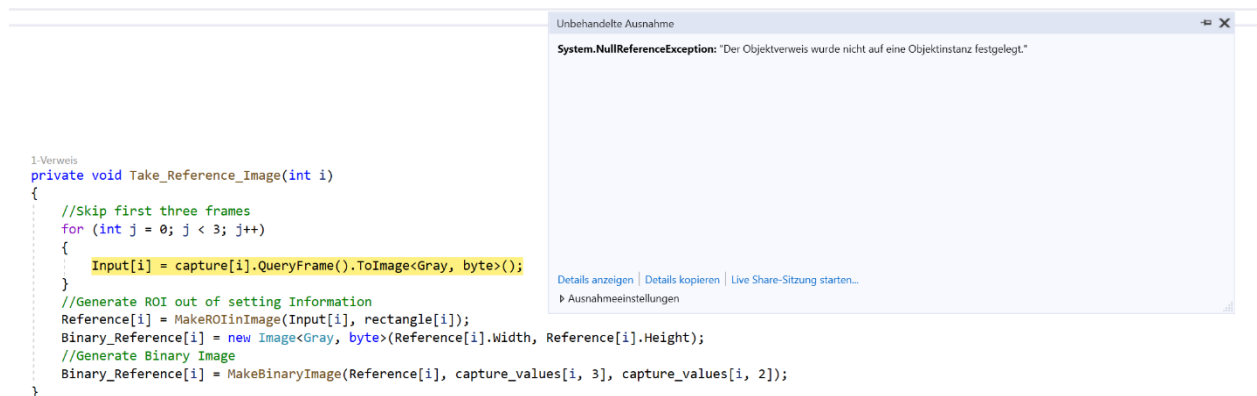 Unbehandelte Ausnahme
System.NullReferenceException: "Der Objektverweis wurde nicht auf eine Objektinstanz festgelegt."
1-Verweis
private void Take_Reference_Image(int i)
{
//Skip first three frames
for (int j = 0; j < 3; j++)
{
Input[i] = capture[i].QueryFrame().ToImage<Gray, byte>();
}
Details anzeigen | Details kopieren | Live Share-Sitzung starten...
Ausnahmeeinstellungen
//Generate ROI out of setting Information
Reference[i] = MakeROIinImage(Input[i], rectangle[i]);
Binary_Reference[i] = new Image<Gray, byte>(Reference[i].Width, Reference[i].Height);
//Generate Binary Image
Binary_Reference[i] = MakeBinaryImage(Reference[i], capture_values[i, 3], capture_values[i, 2]);
}